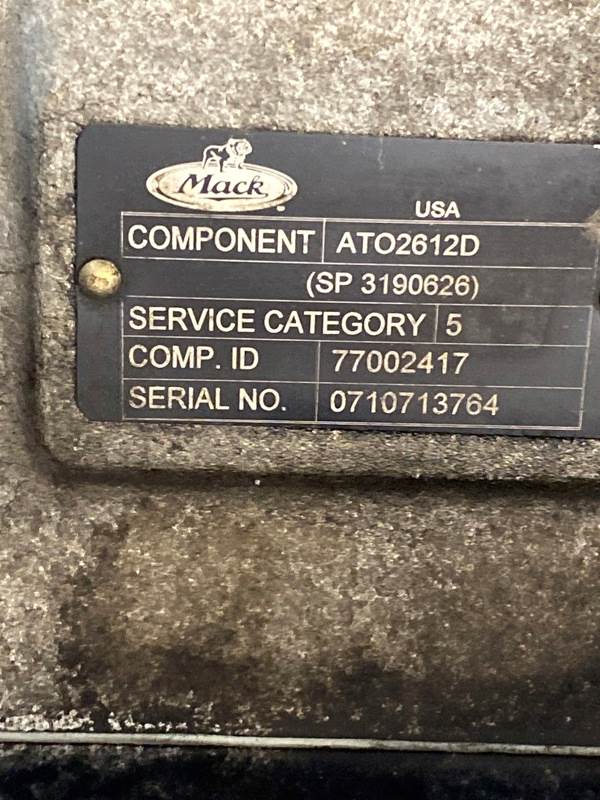 Mack
USA
COMPONENT ATO2612D
(SP 3190626)
SERVICE CATEGORY 5
COMP. ID 77002417
SERIAL NO. 0710713764